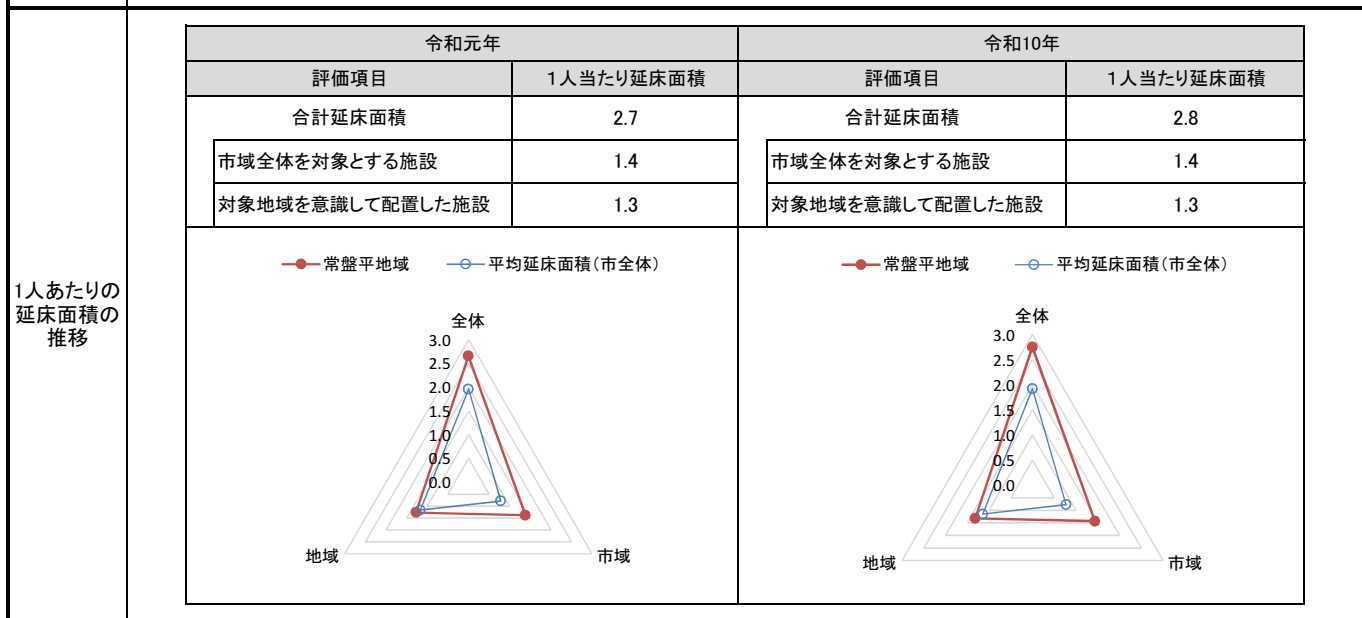 令和元年 令和10年
評価項目 1人当たり延床面積 評価項目 1人当たり延床面積
合計延床面積 2.7 合計延床面積 2.8
市域全体を対象とする施設 1.4 市域全体を対象とする施設 1.4
対象地域を意識して配置した施設 1.3 対象地域を意識して配置した施設 1.3
1人あたりの
延床面積の
推移
常盤平地域 平均延床面積(市全体)
全体
3.0
2.5
2.0
1.5
1.0
0.5
0.0
地域 市域
常盤平地域 平均延床面積(市全体)
全体
3.0
2.5
2.0
1.5
1.0
0.5
0.0
地域 市域